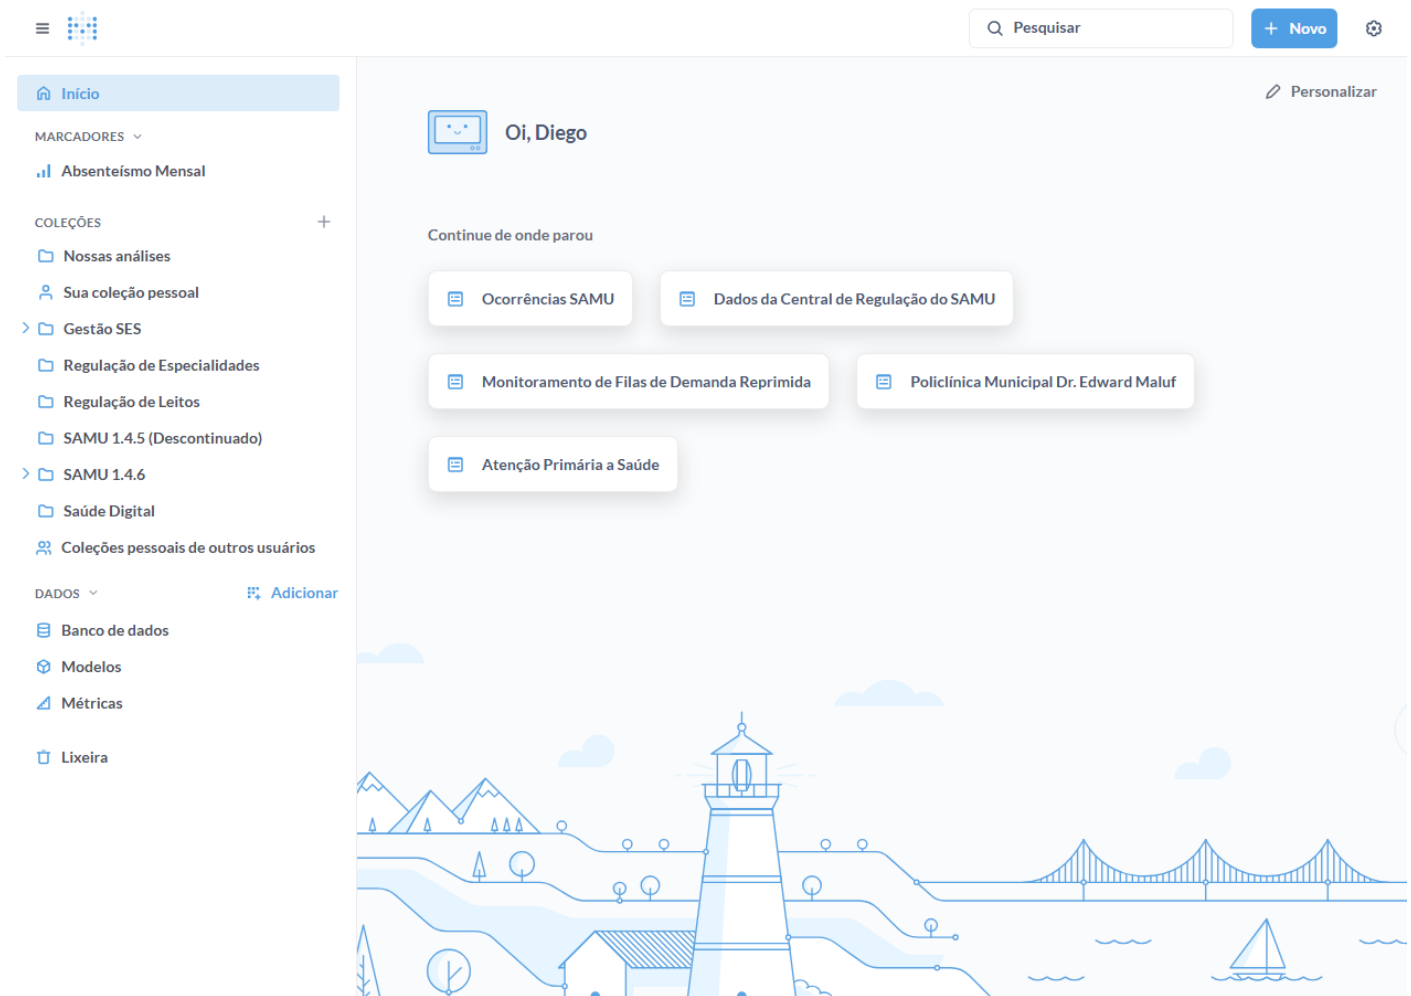 Pesquisar
+ Novo
Início
Personalizar
MARCADORES
Absenteísmo Mensal
COLEÇÕES
Nossas análises
Sua coleção pessoal
Gestão SES
Regulação de Especialidades
Regulação de Leitos
SAMU 1.4.5 (Descontinuado)
SAMU 1.4.6
Saúde Digital
Coleções pessoais de outros usuários
DADOS
Adicionar
Banco de dados
Modelos
Métricas
Lixeira
Oi, Diego
Continue de onde parou
Ocorrências SAMU
Dados da Central de Regulação do SAMU
Monitoramento de Filas de Demanda Reprimida
Policlínica Municipal Dr. Edward Maluf
Atenção Primária a Saúde